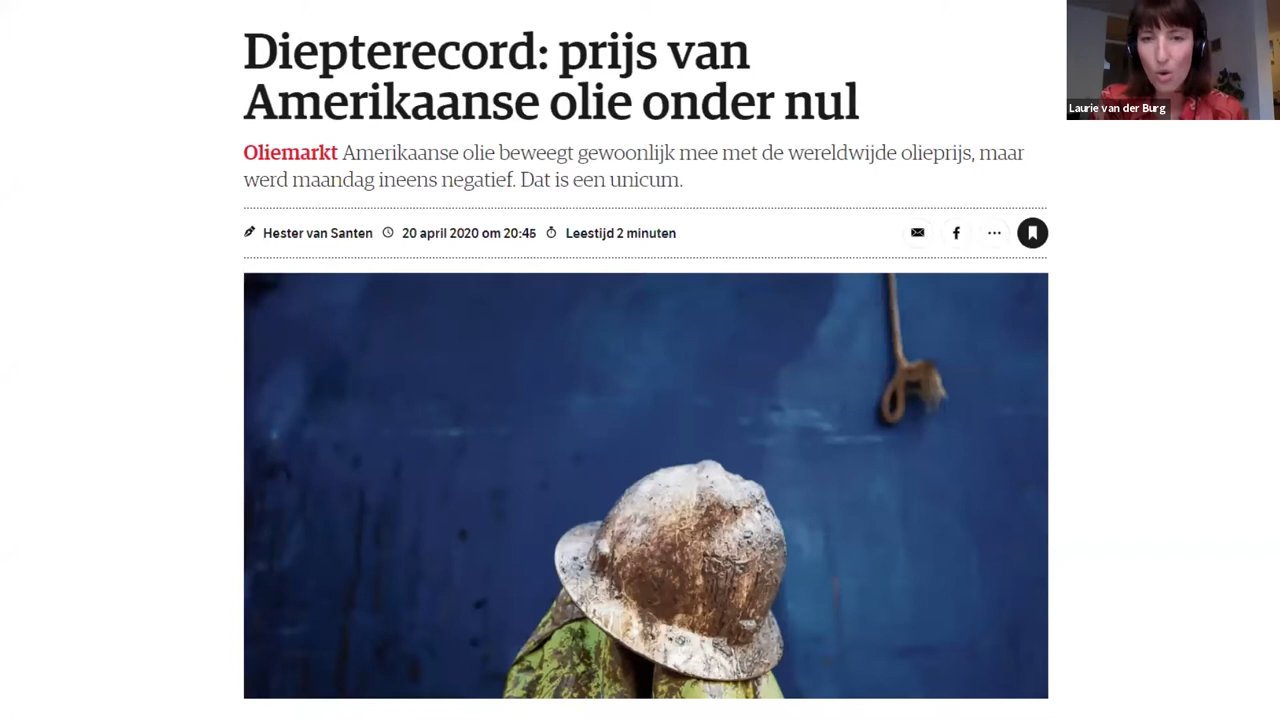 Diepterecord: prijs van
Amerikaanse olie onder nul
Oliemarkt Amerikaanse olie beweegt gewoonlijk mee met de wereldwijde olieprijs, maar
werd maandag ineens negatief. Dat is een unicum.
Hester van Santen 20 april 2020 om 20:45 Leestijd 2 minuten
Laurie van der Burg